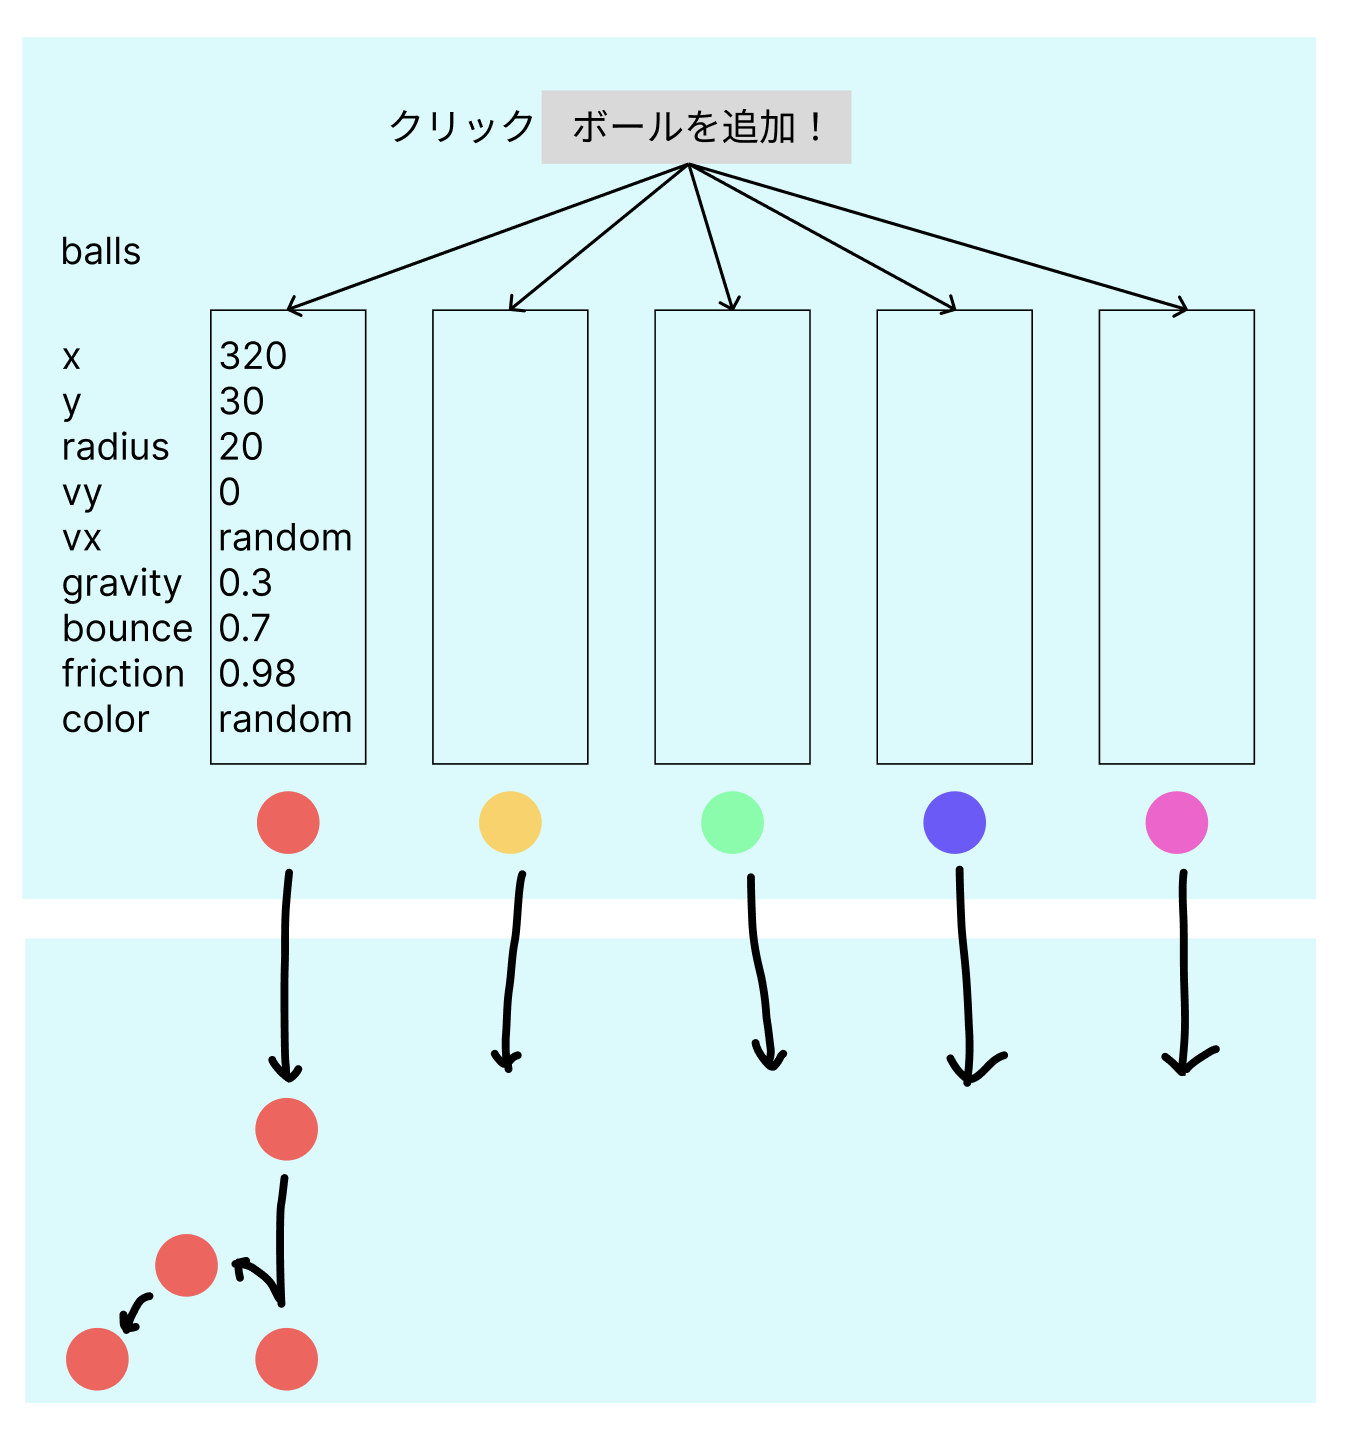 クリック ボールを追加！
balls
x 320
y 30
radius 20
vy 0
vx random
gravity 0.3
bounce 0.7
friction 0.98
color random